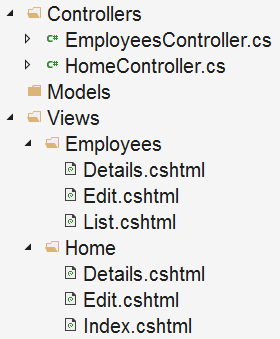 Controllers
C# EmployeesController.cs
C# HomeController.cs
Models
Views
Employees
Details.cshtml
Edit.cshtml
List.cshtml
Home
Details.cshtml
Edit.cshtml
Index.cshtml